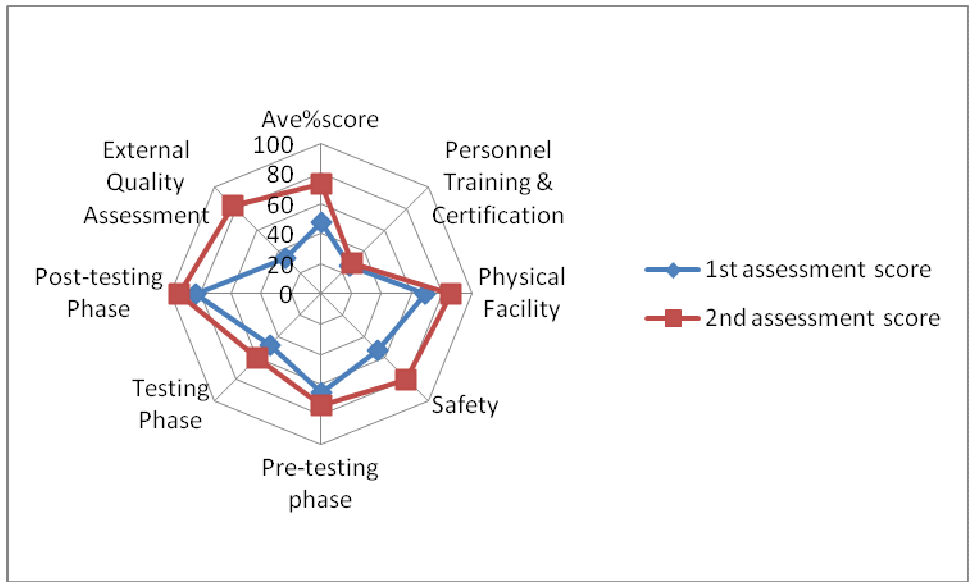 Ave%score
100
80
60
40
20
0
Personnel
Training &
Certification
Physical
Facility
Safety
Pre-testing
phase
Testing
Phase
Post-testing
Phase
External
Quality
Assessment
1st assessment score
2nd assessment score